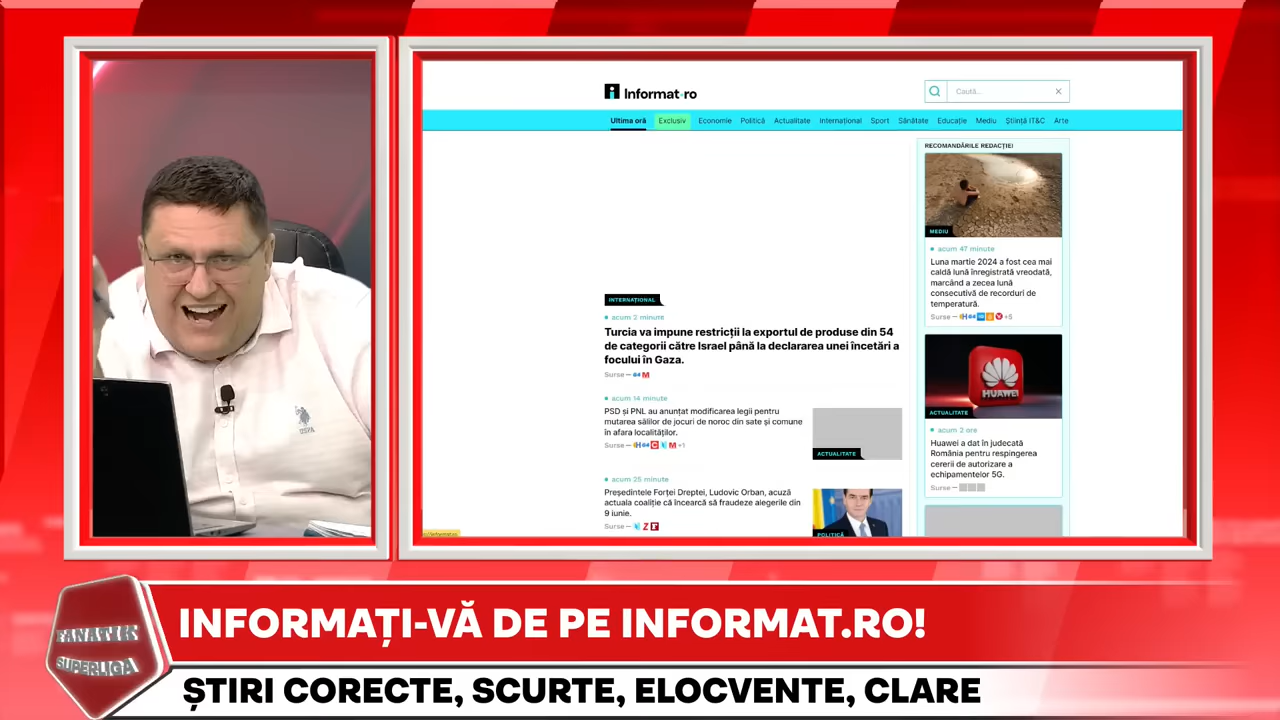 Informat.ro
Caută...
Ultima oră
Exclusiv
Economie
Politică
Actualitate
Internațional
Sport
Sănătate
Educație
Mediu
Știință IT&C
Arte
INTERNAȚIONAL
acum 2 minute
Turcia va impune restricții la exportul de produse din 54
de categorii către Israel până la declararea unei încetări a
focului în Gaza.
Surse —
acum 14 minute
PSD și PNL au anunțat modificarea legii pentru
mutarea sălilor de jocuri de noroc din sate și comune
în afara localităților.
Surse —
+1
ACTUALITATE
acum 25 minute
Președintele Forței Dreptei, Ludovic Orban, acuză
actuala coaliție că încearcă să fraudeze alegerile din
9 iunie.
Surse —
POLITICĂ
RECOMANDĂRILE REDACȚIEI
MEDIU
acum 47 minute
Luna martie 2024 a fost cea mai
caldă lună înregistrată vreodată,
marcând a zecea lună
consecutivă de recorduri de
temperatură.
Surse —
+5
HUAWEI
ACTUALITATE
acum 2 ore
Huawei a dat în judecată
România pentru respingerea
cererii de autorizare a
echipamentelor 5G.
Surse —
USPA
FANATIK
SUPERLIGA
INFORMAȚI-VĂ DE PE INFORMAT.RO!
ȘTIRI CORECTE, SCURTE, ELOCVENTE, CLARE